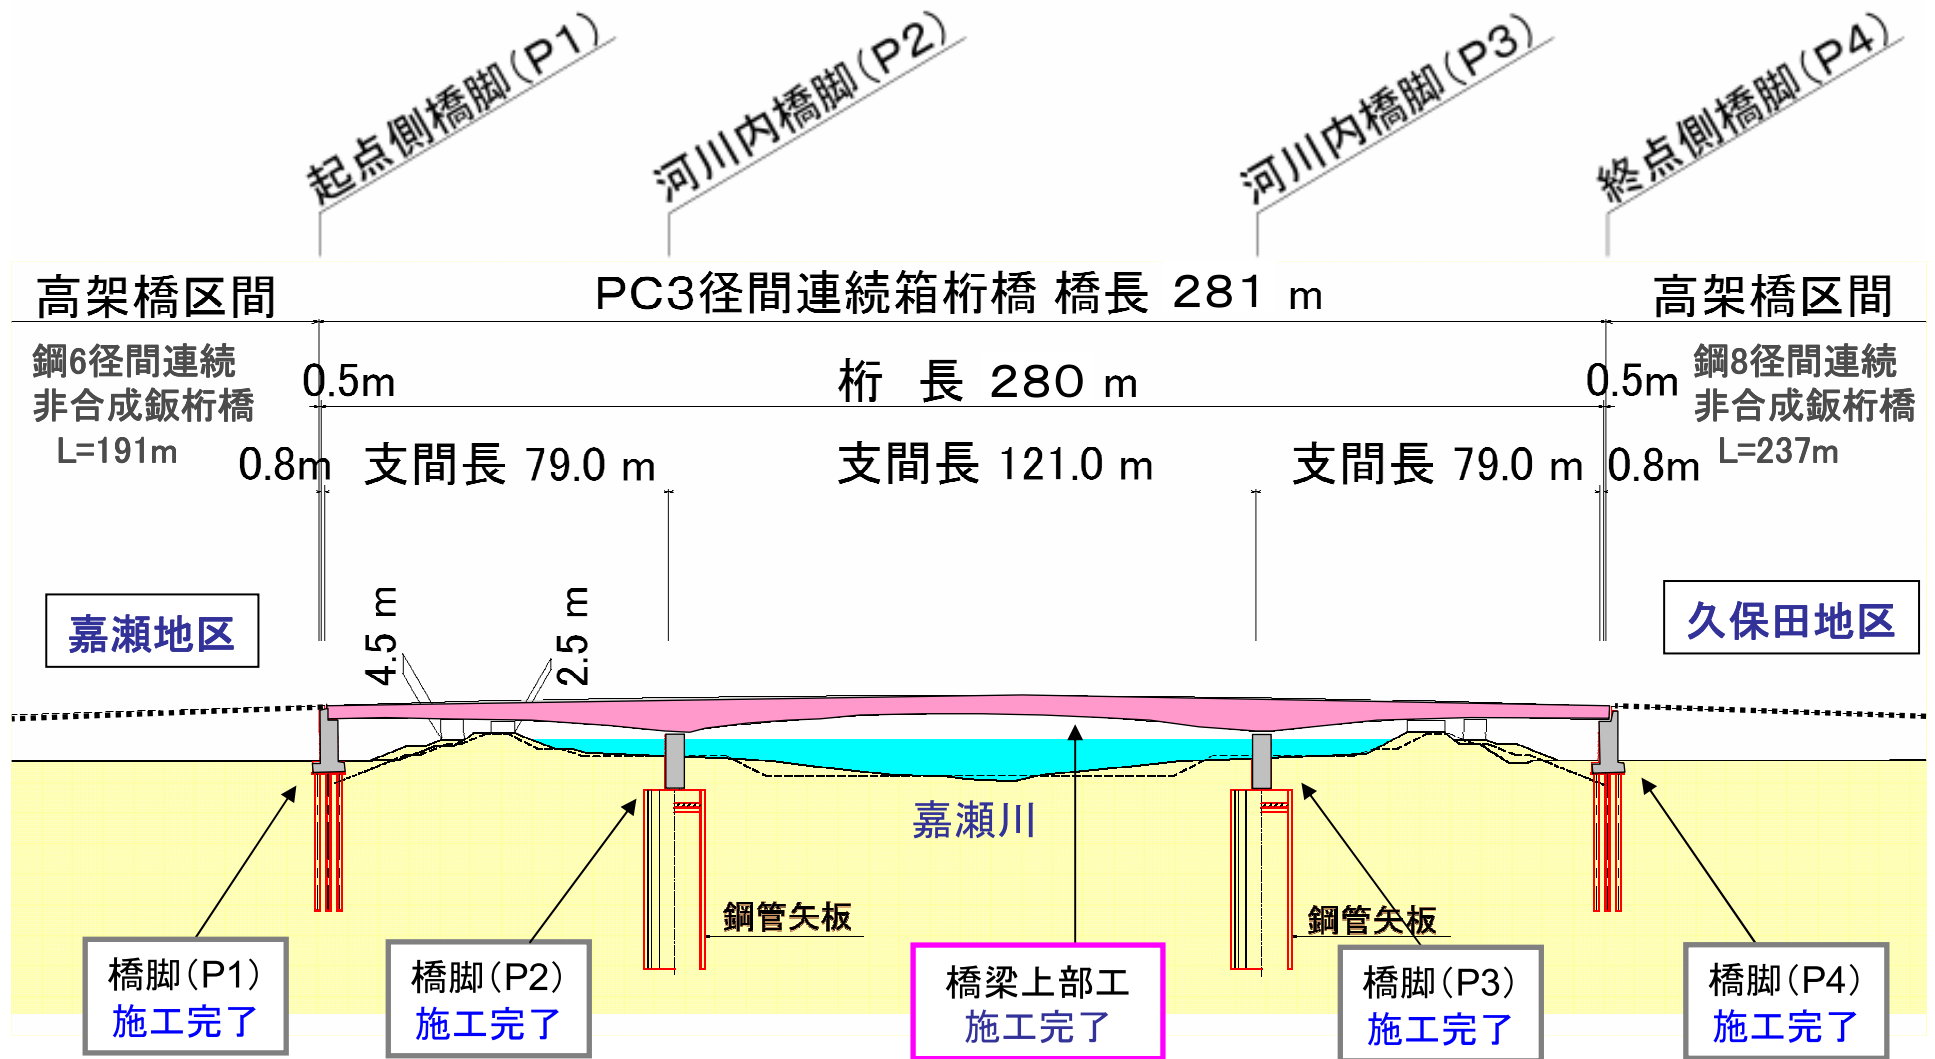 起点側橋脚(P1)
河川内橋脚(P2)
河川内橋脚(P3)
終点側橋脚(P4)
高架橋区間
PC3径間連続箱桁橋 橋長 281 m
高架橋区間
鋼6径間連続
非合成鈑桁橋
L=191m
0.5m
桁 長 280 m
0.5m
鋼8径間連続
非合成鈑桁橋
L=237m
0.8m
支間長 79.0 m
支間長 121.0 m
支間長 79.0 m
0.8m
嘉瀬地区
4.5 m
2.5 m
久保田地区
嘉瀬川
鋼管矢板
鋼管矢板
橋脚(P1)
施工完了
橋脚(P2)
施工完了
橋梁上部工
施工完了
橋脚(P3)
施工完了
橋脚(P4)
施工完了